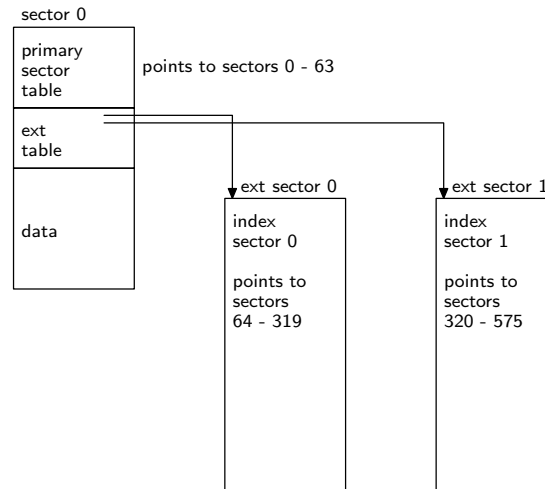 sector 0
primary
sector
table
points to sectors 0 - 63
ext
table
data
ext sector 0
index
sector 0
points to
sectors
64 - 319
ext sector 1
index
sector 1
points to
sectors
320 - 575